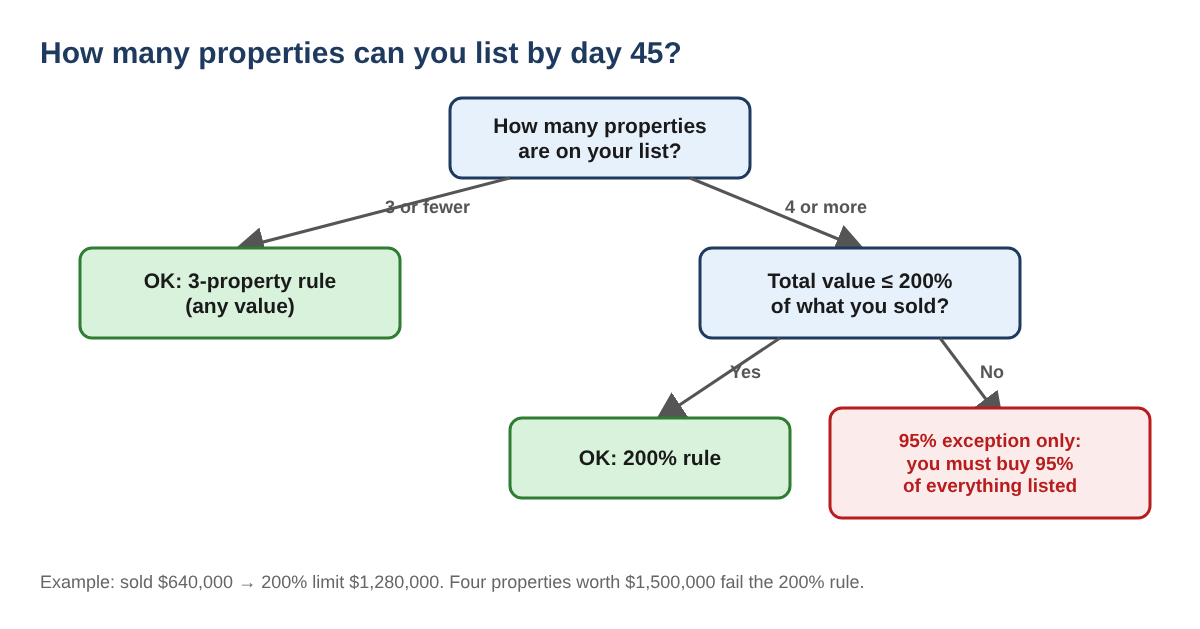 How many properties can you list by day 45?
How many properties
are on your list?
3 or fewer
4 or more
OK: 3-property rule
(any value)
Total value ≤ 200%
of what you sold?
Yes
No
OK: 200% rule
95% exception only:
you must buy 95%
of everything listed
Example: sold $640,000 → 200% limit $1,280,000. Four properties worth $1,500,000 fail the 200% rule.